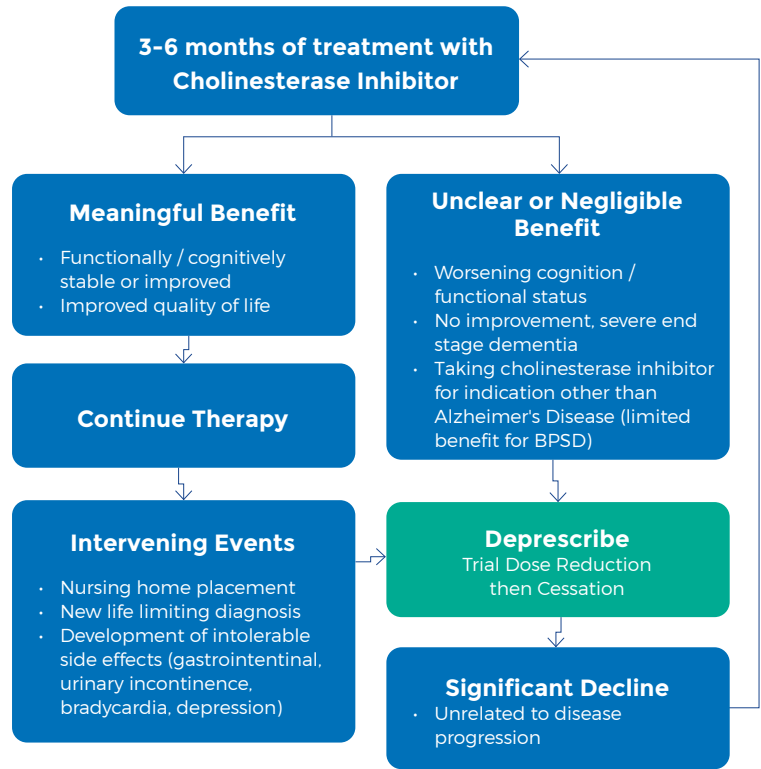 3-6 months of treatment with
Cholinesterase Inhibitor
Meaningful Benefit
• Functionally / cognitively
stable or improved
• Improved quality of life
Continue Therapy
Intervening Events
• Nursing home placement
• New life limiting diagnosis
• Development of intolerable
side effects (gastrointentinal,
urinary incontinence,
bradycardia, depression)
Unclear or Negligible
Benefit
• Worsening cognition /
functional status
• No improvement, severe end
stage dementia
• Taking cholinesterase inhibitor
for indication other than
Alzheimer's Disease (limited
benefit for BPSD)
Deprescribe
Trial Dose Reduction
then Cessation
Significant Decline
• Unrelated to disease
progression